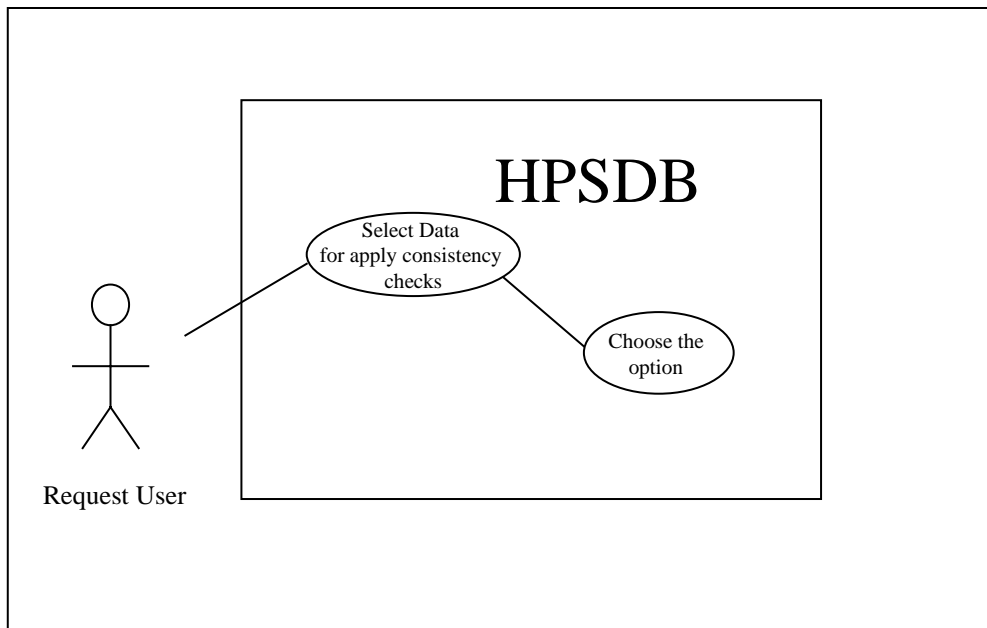 HPSDB
Select Data
for apply consistency
checks
Choose the
option
Request User